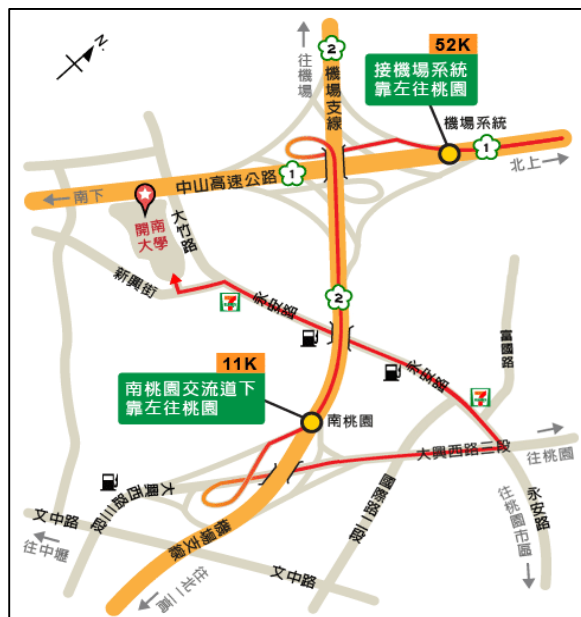 N
2
往機場
機場支線
52K
接機場系統
靠左往桃園
機場系統
1
北上
中山高速公路
1
南下
開南
大學
大竹路
新興街
7
永安路
2
富國路
永安路
7
11K
南桃園交流道下
靠左往桃園
南桃園
大興西路二段
往桃園
大興西路三段
國際路二段
永安路
往桃園市區
文中路
往中壢
機場支線
文中路
往北二高